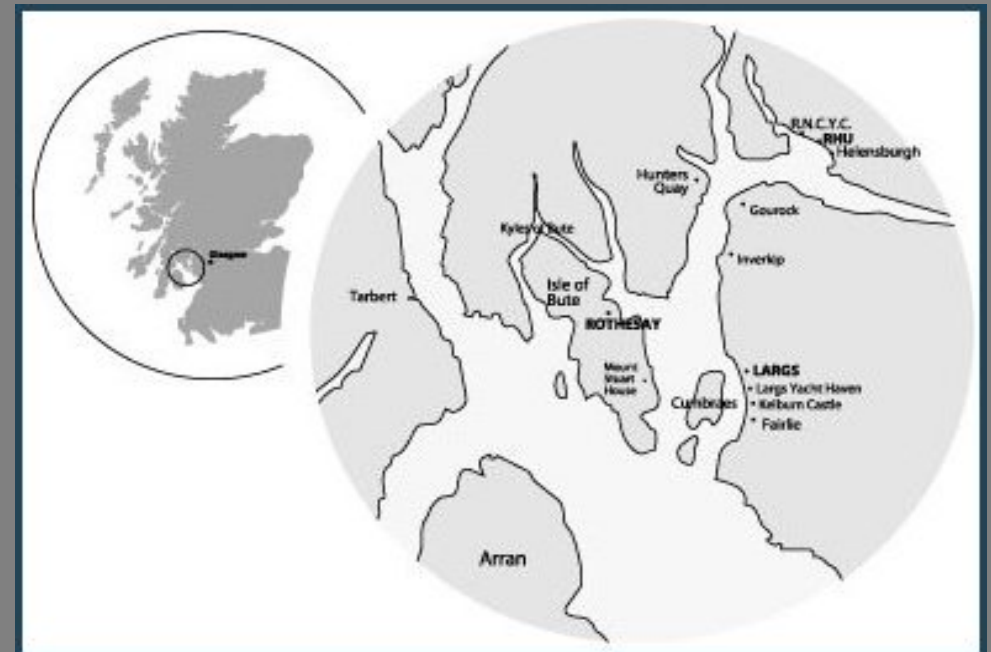 Glasgow
R.N.C.Y.C.
RHU
Helensburgh
Hunters
Quay
Gourock
Kyles of Bute
Inverkip
Isle of
Bute
Tarbert
ROTHESAY
Mount
Stuart
House
LARGS
Largs Yacht Haven
Cumbraes
Kelburn Castle
Fairlie
Arran